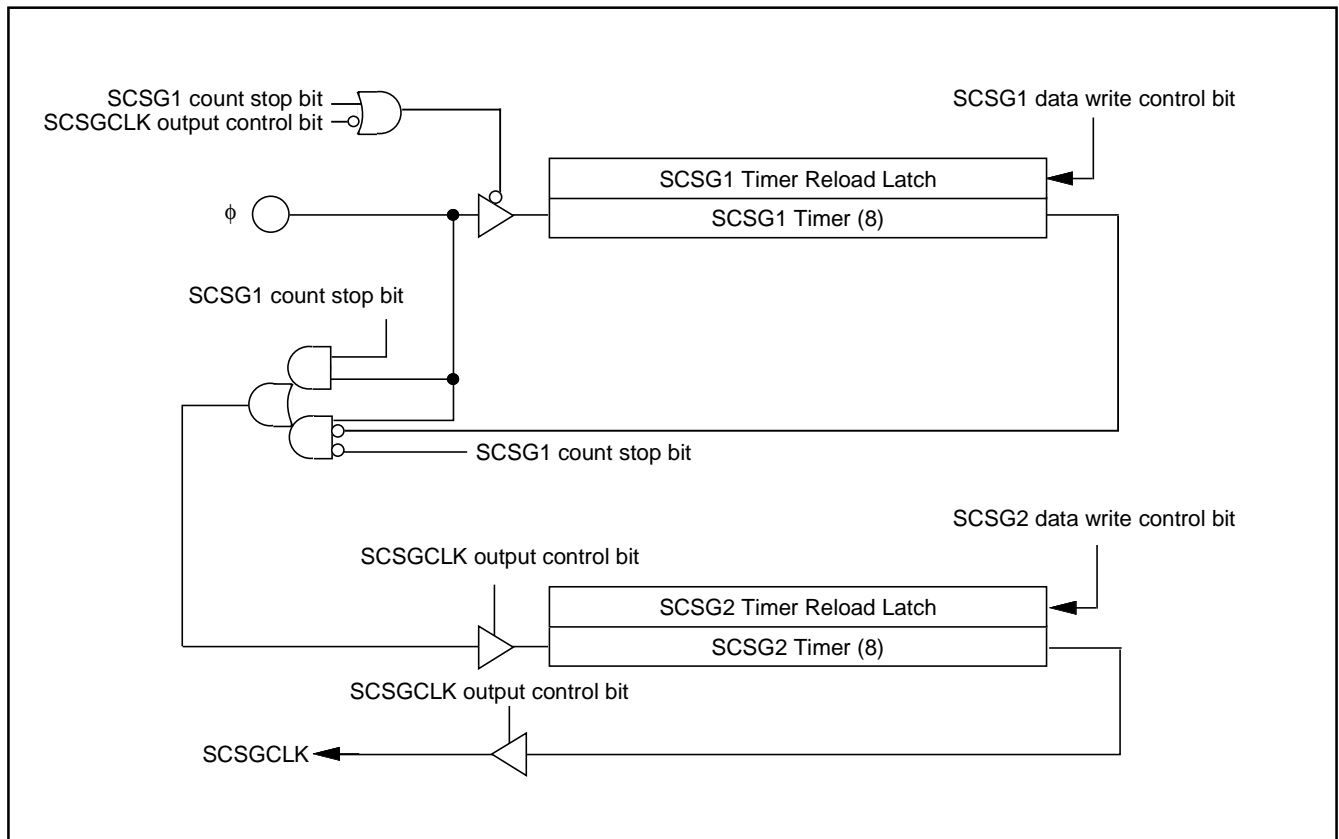 SCSG1 count stop bit
SCSGCLK output control bit
SCSG1 data write control bit
SCSG1 Timer Reload Latch
ϕ
SCSG1 Timer (8)
SCSG1 count stop bit
SCSG1 count stop bit
SCSG2 data write control bit
SCSGCLK output control bit
SCSG2 Timer Reload Latch
SCSG2 Timer (8)
SCSGCLK output control bit
SCSGCLK